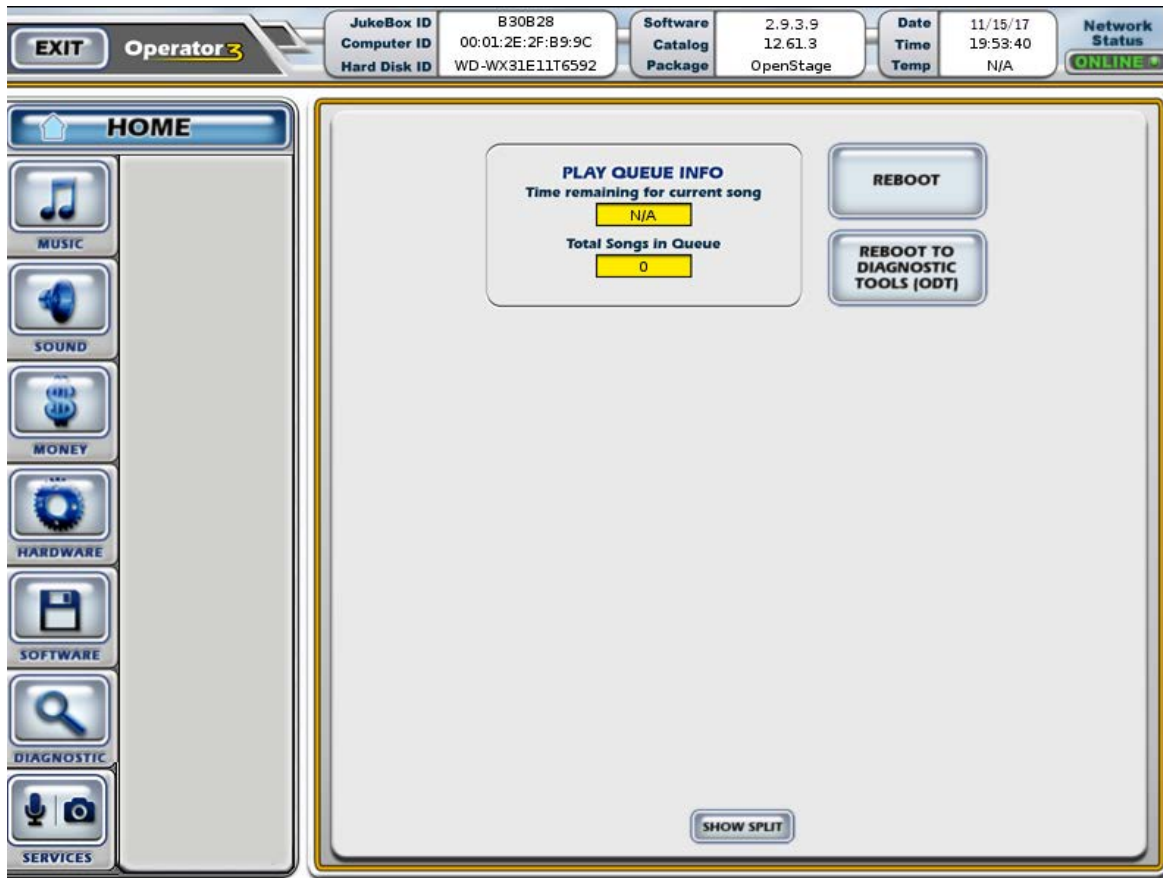 EXIT
Operator 3
JukeBox ID B30B28
Computer ID 00:01:2E:2F:B9:9C
Hard Disk ID WD-WX31E11T6592
Software 2.9.3.9
Catalog 12.61.3
Package OpenStage
Date 11/15/17
Time 19:53:40
Temp N/A
Network
Status
ONLINE
HOME
MUSIC
SOUND
MONEY
HARDWARE
SOFTWARE
DIAGNOSTIC
SERVICES
PLAY QUEUE INFO
Time remaining for current song
N/A
Total Songs in Queue
0
REBOOT
REBOOT TO
DIAGNOSTIC
TOOLS (ODT)
SHOW SPLIT